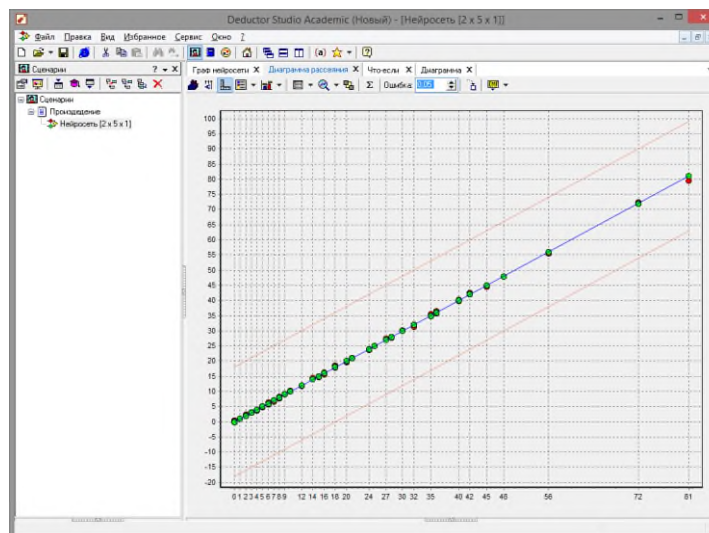 Deductor Studio Academic (Новый) - [Нейросеть [2 x 5 x 1]]
Файл Правка Вид Избранное Сервис Окно ?
Сценарии
Граф нейросети X Диаграмма рассеяния X Что-если X Диаграмма X
Σ Ошибка: 0,05
Сценарии
Произведение
Нейросеть [2 x 5 x 1]
100
95
90
85
80
75
70
65
60
55
50
45
40
35
30
25
20
15
10
5
0
-5
-10
-15
-20
0 1 2 3 4 5 6 7 8 9 12 14 16 18 20 24 27 30 32 35 40 42 45 48 56 72 81